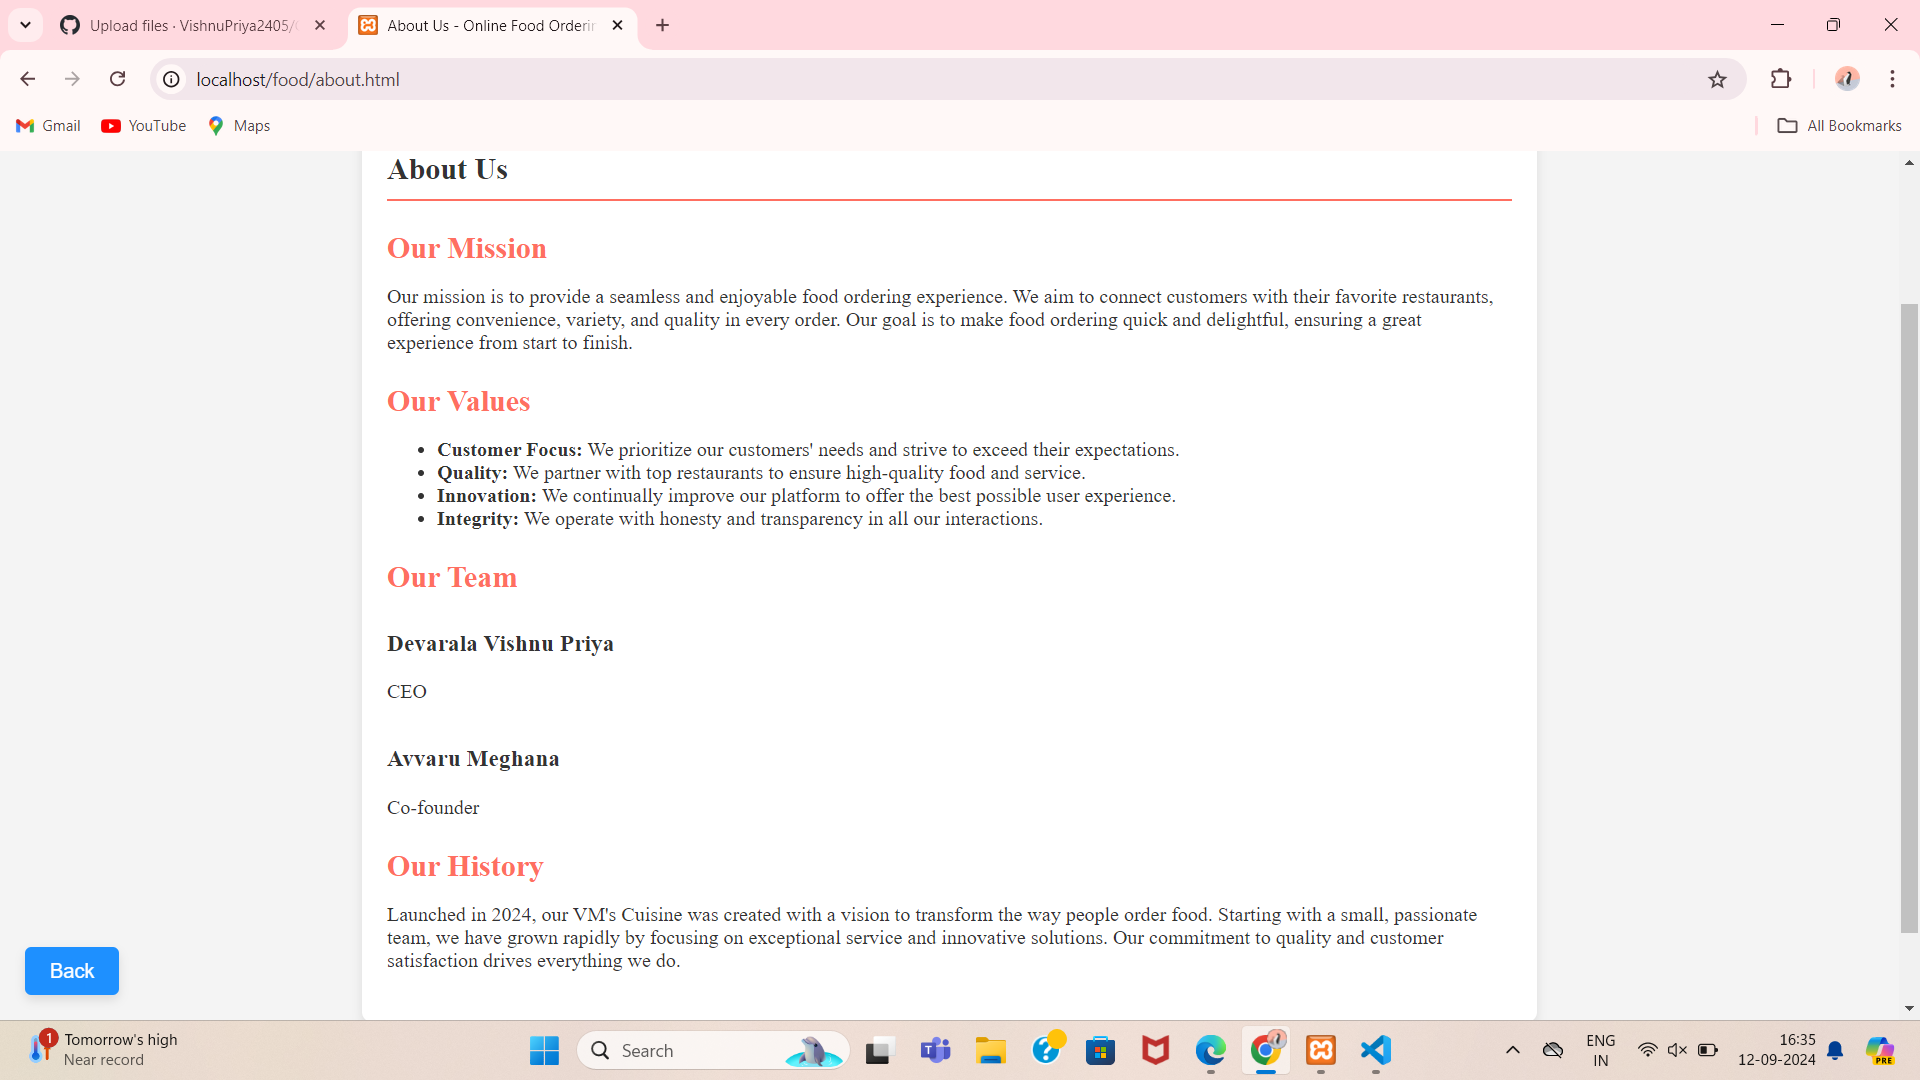 Upload files · VishnuPriya2405/
About Us - Online Food Orderin
localhost/food/about.html
Gmail YouTube Maps All Bookmarks
About Us
Our Mission
Our mission is to provide a seamless and enjoyable food ordering experience. We aim to connect customers with their favorite restaurants,
offering convenience, variety, and quality in every order. Our goal is to make food ordering quick and delightful, ensuring a great
experience from start to finish.
Our Values
• Customer Focus: We prioritize our customers' needs and strive to exceed their expectations.
• Quality: We partner with top restaurants to ensure high-quality food and service.
• Innovation: We continually improve our platform to offer the best possible user experience.
• Integrity: We operate with honesty and transparency in all our interactions.
Our Team
Devarala Vishnu Priya
CEO
Avvaru Meghana
Co-founder
Our History
Launched in 2024, our VM's Cuisine was created with a vision to transform the way people order food. Starting with a small, passionate
team, we have grown rapidly by focusing on exceptional service and innovative solutions. Our commitment to quality and customer
satisfaction drives everything we do.
Back
1
Tomorrow's high
Near record
Search
ENG
IN
16:35
12-09-2024
PRE